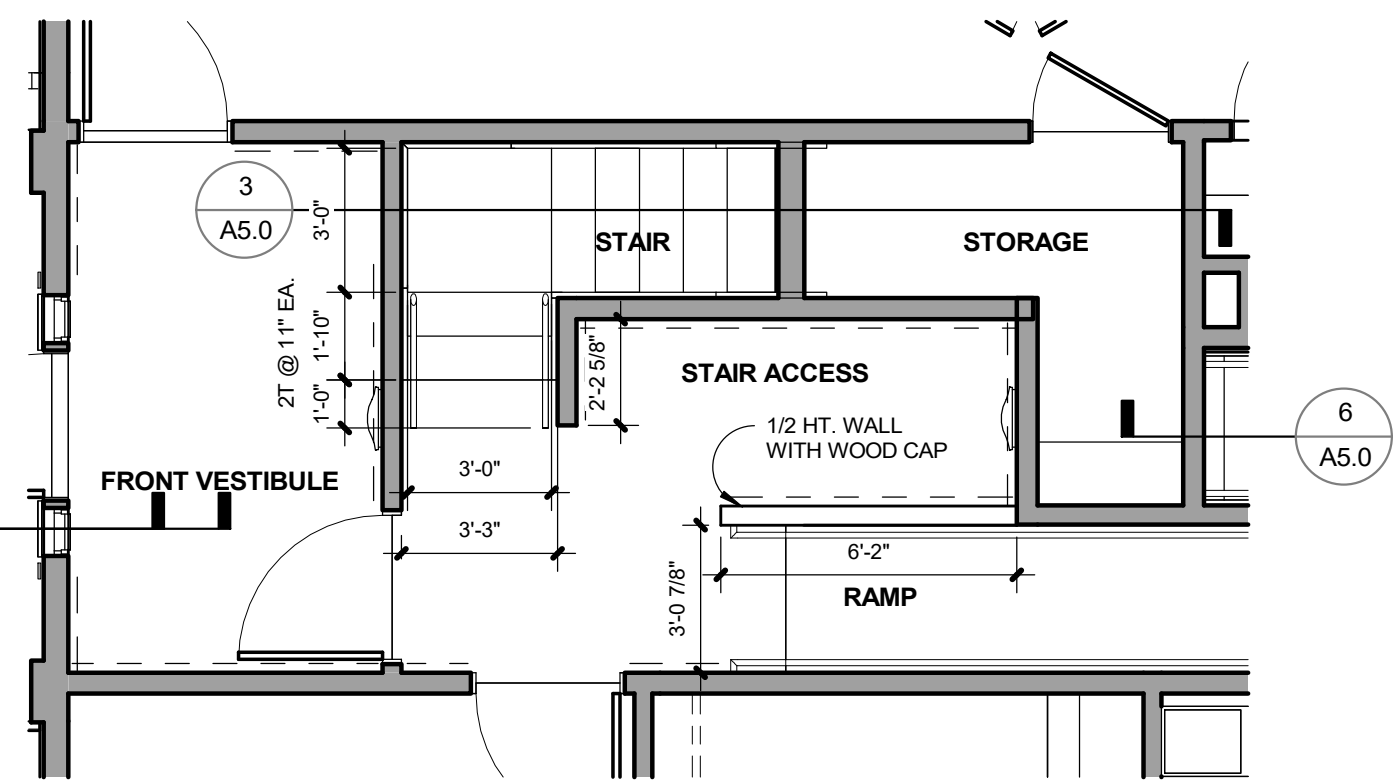 3
A5.0
3'-0"
STAIR
STORAGE
2T @ 11" EA.
1'-10"
1'-0"
2'-2 5/8"
STAIR ACCESS
1/2 HT. WALL
WITH WOOD CAP
6
A5.0
FRONT VESTIBULE
3'-0"
3'-3"
6'-2"
3'-0 7/8"
RAMP